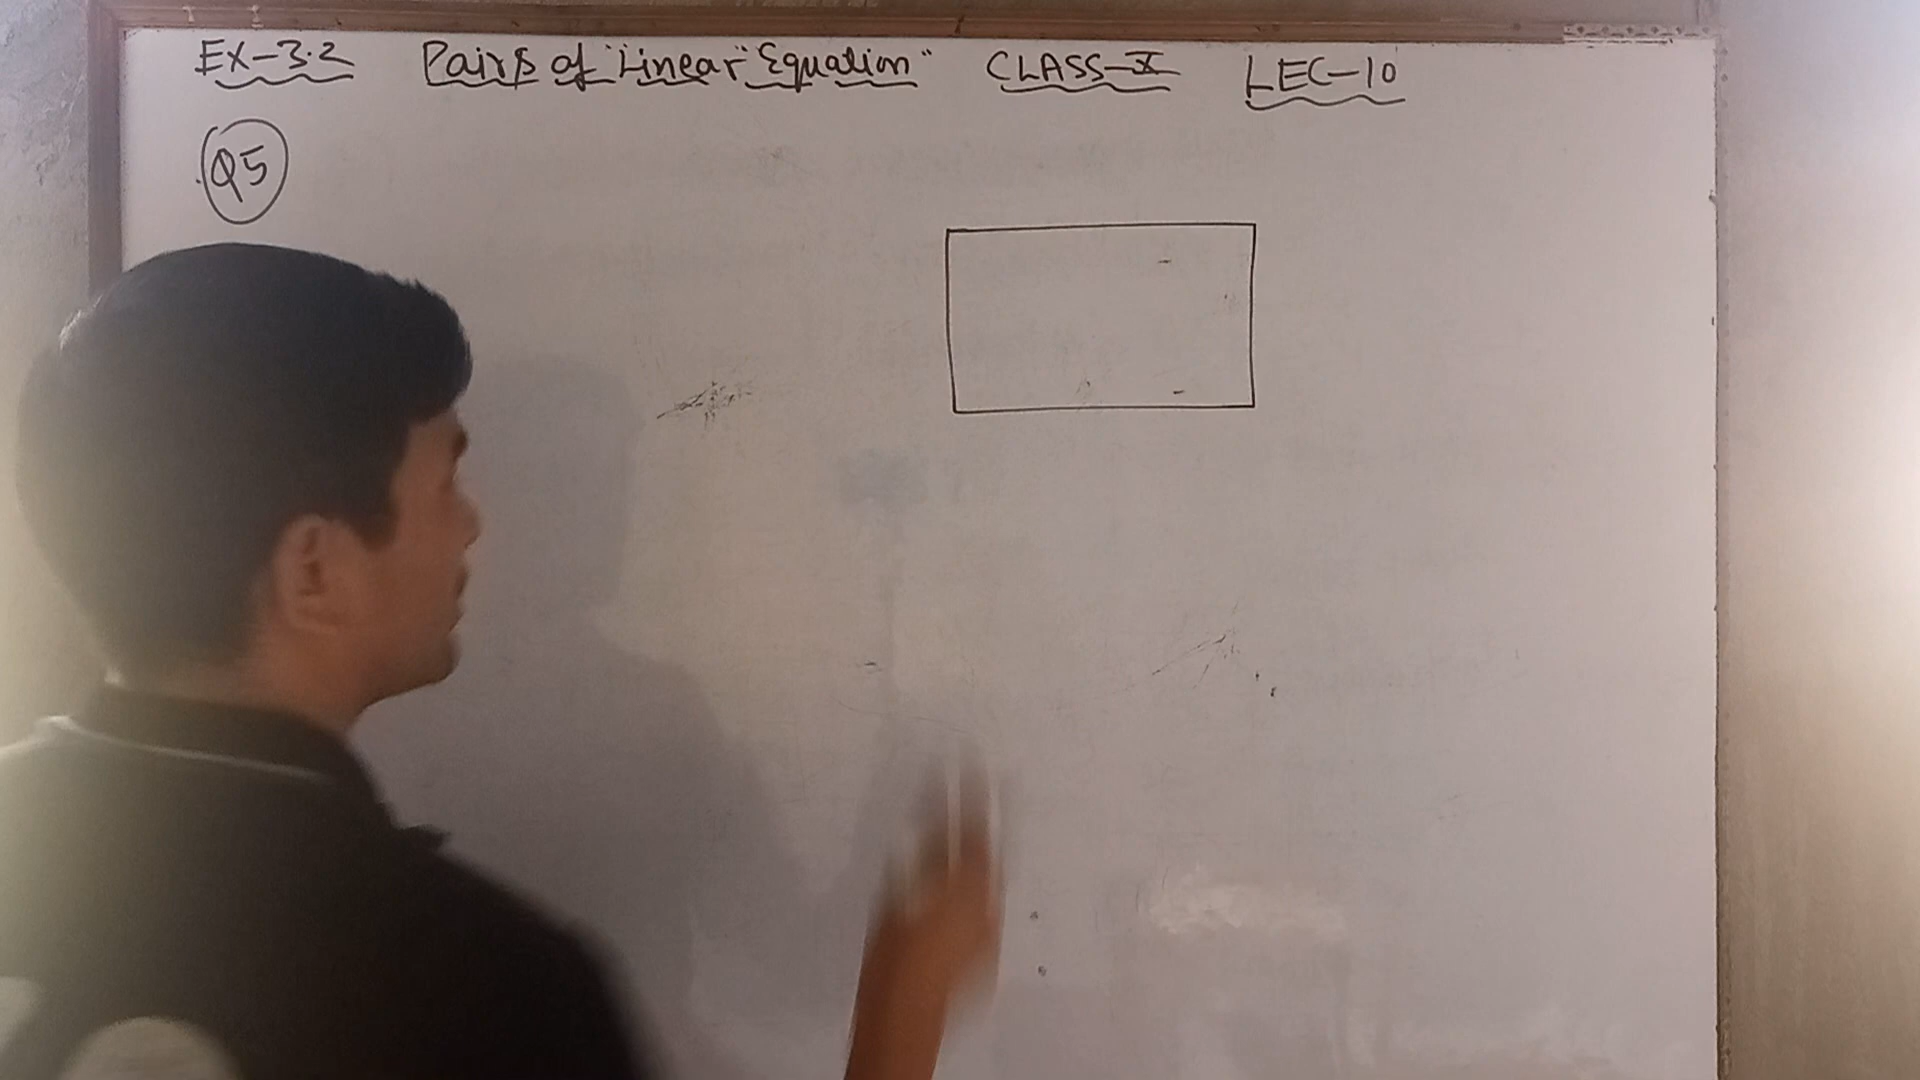 Ex-3.2 Pairs of "Linear" Equation" CLASS-X LEC-10
Q5